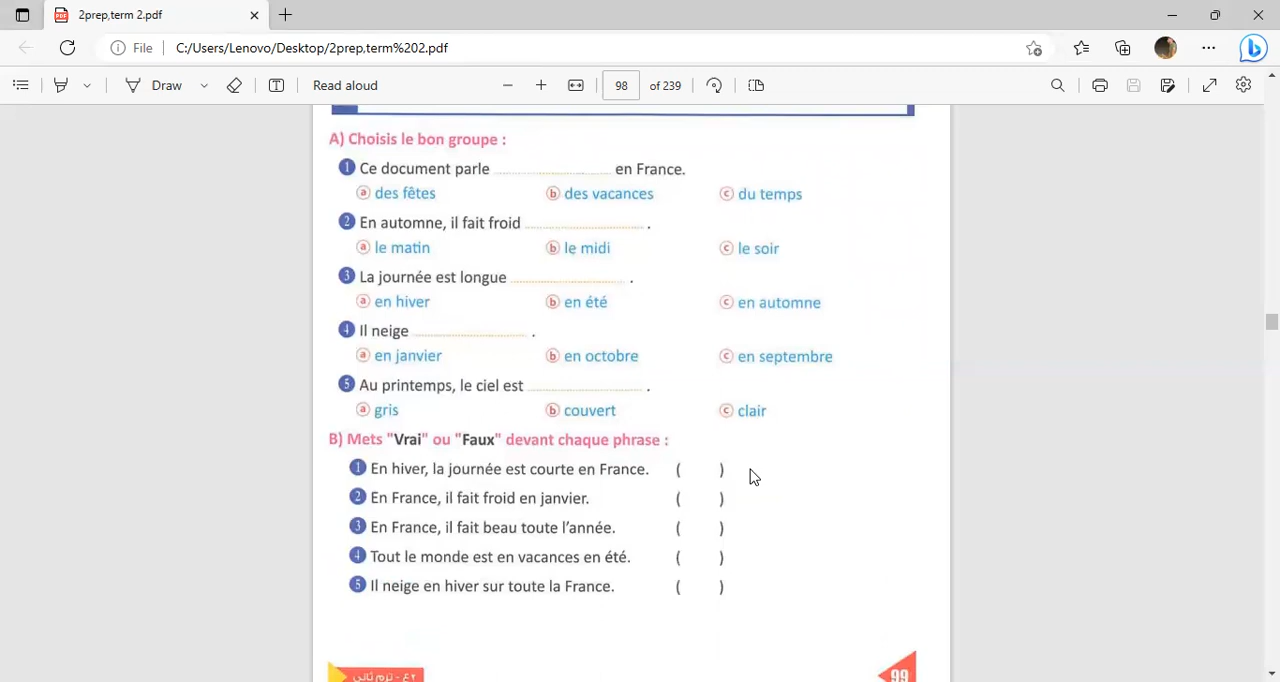 2prep,term 2.pdf
File C:/Users/Lenovo/Desktop/2prep,term%202.pdf
Draw Read aloud 98 of 239
A) Choisis le bon groupe :
1 Ce document parle ........................ en France.
a des fêtes b des vacances c du temps
2 En automne, il fait froid ........................ .
a le matin b le midi c le soir
3 La journée est longue ........................ .
a en hiver b en été c en automne
4 Il neige ........................ .
a en janvier b en octobre c en septembre
5 Au printemps, le ciel est ........................ .
a gris b couvert c clair
B) Mets "Vrai" ou "Faux" devant chaque phrase :
1 En hiver, la journée est courte en France. ( )
2 En France, il fait froid en janvier. ( )
3 En France, il fait beau toute l'année. ( )
4 Tout le monde est en vacances en été. ( )
5 Il neige en hiver sur toute la France. ( )
٢ع - ترم ثاني 99